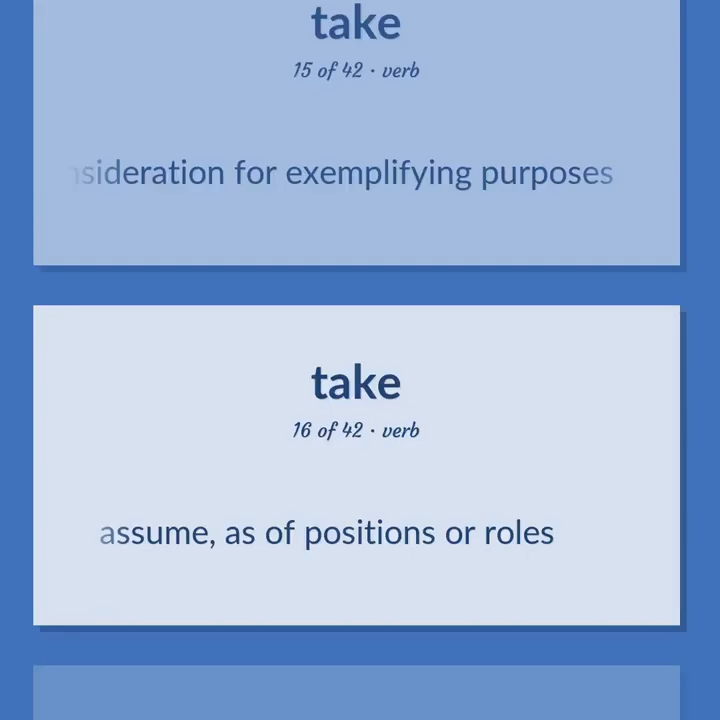 take
15 of 42 · verb
for exemplifying purposes
take
16 of 42 · verb
assume, as of positions or roles